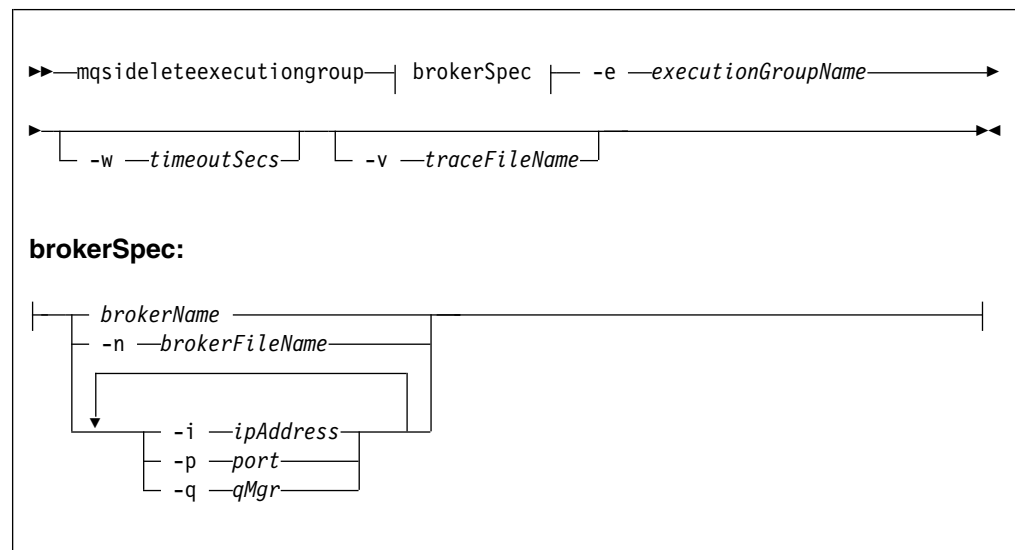 mqsideleteexecutiongroup brokerSpec -e executionGroupName
-w timeoutSecs -v traceFileName
brokerSpec:
brokerName
-n brokerFileName
-i ipAddress
-p port
-q qMgr